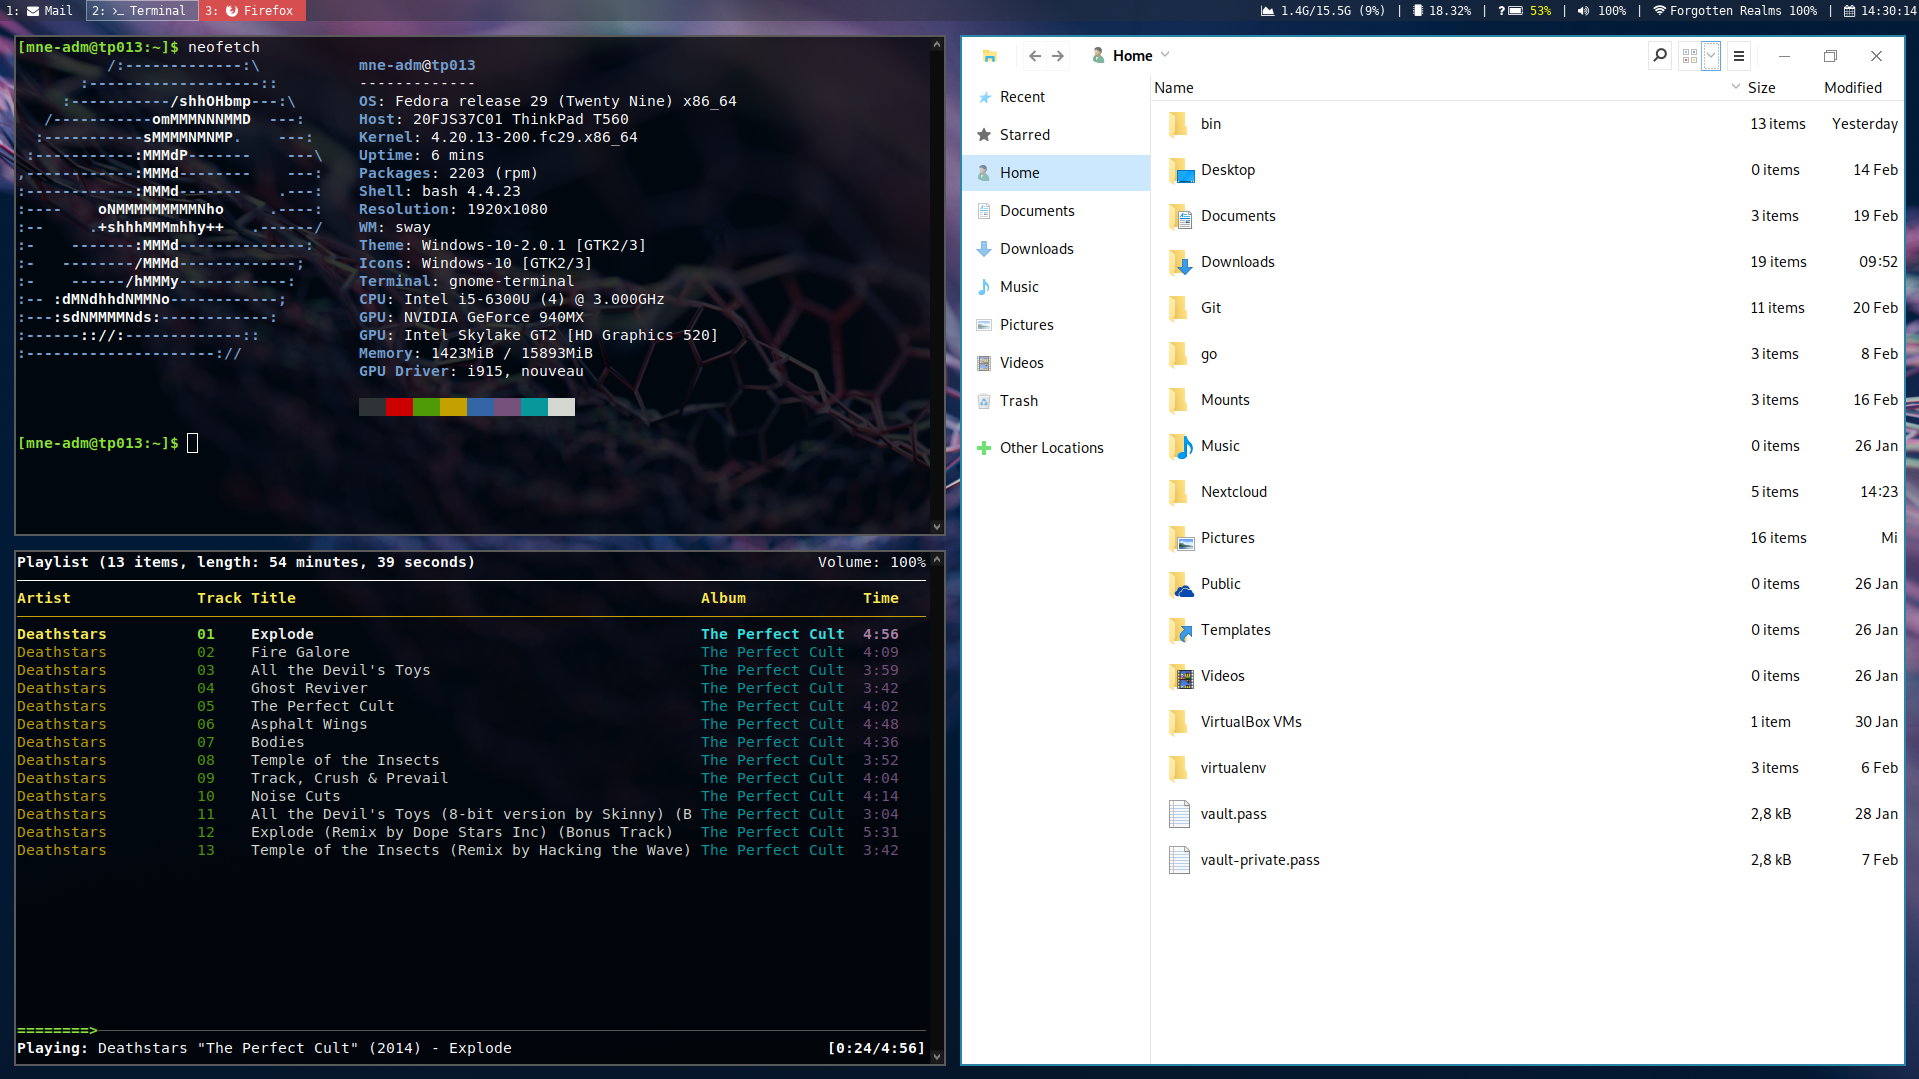 1: Mail 2: >_ Terminal 3: Firefox 1.4G/15.5G (9%) | 18.32% | ? 53% | 100% | Forgotten Realms 100% | 14:30:14
[mne-adm@tp013:~]$ neofetch
/:-------------:\
:-------------------::
:-----------/shhOHbmp---:\
/-----------omMMMNNNMMD ---:
:-----------sMMMMNMNMP. ---:
:-----------:MMMdP------- ---\
,------------:MMMd-------- ---:
:------------:MMMd------- .---:
:---- oNMMMMMMMMMNho .----:
:-- .+shhhMMMmhhy++ .------/
:- -------:MMMd--------------:
:- --------/MMMd-------------;
:- ------/hMMMy------------:
:-- :dMNdhhdNMMNo------------;
:---:sdNMMMMNds:------------:
:------:://:-------------::
:---------------------://
mne-adm@tp013
-------------
OS: Fedora release 29 (Twenty Nine) x86_64
Host: 20FJS37C01 ThinkPad T560
Kernel: 4.20.13-200.fc29.x86_64
Uptime: 6 mins
Packages: 2203 (rpm)
Shell: bash 4.4.23
Resolution: 1920x1080
WM: sway
Theme: Windows-10-2.0.1 [GTK2/3]
Icons: Windows-10 [GTK2/3]
Terminal: gnome-terminal
CPU: Intel i5-6300U (4) @ 3.000GHz
GPU: NVIDIA GeForce 940MX
GPU: Intel Skylake GT2 [HD Graphics 520]
Memory: 1423MiB / 15893MiB
GPU Driver: i915, nouveau
[mne-adm@tp013:~]$
Playlist (13 items, length: 54 minutes, 39 seconds) Volume: 100%
Artist Track Title Album Time
Deathstars 01 Explode The Perfect Cult 4:56
Deathstars 02 Fire Galore The Perfect Cult 4:09
Deathstars 03 All the Devil's Toys The Perfect Cult 3:59
Deathstars 04 Ghost Reviver The Perfect Cult 3:42
Deathstars 05 The Perfect Cult The Perfect Cult 4:02
Deathstars 06 Asphalt Wings The Perfect Cult 4:48
Deathstars 07 Bodies The Perfect Cult 4:36
Deathstars 08 Temple of the Insects The Perfect Cult 3:52
Deathstars 09 Track, Crush & Prevail The Perfect Cult 4:04
Deathstars 10 Noise Cuts The Perfect Cult 4:14
Deathstars 11 All the Devil's Toys (8-bit version by Skinny) (B The Perfect Cult 3:04
Deathstars 12 Explode (Remix by Dope Stars Inc) (Bonus Track) The Perfect Cult 5:31
Deathstars 13 Temple of the Insects (Remix by Hacking the Wave) The Perfect Cult 3:42
========>
Playing: Deathstars "The Perfect Cult" (2014) - Explode [0:24/4:56]
Home
Recent
Starred
Home
Documents
Downloads
Music
Pictures
Videos
Trash
Other Locations
Name Size Modified
bin 13 items Yesterday
Desktop 0 items 14 Feb
Documents 3 items 19 Feb
Downloads 19 items 09:52
Git 11 items 20 Feb
go 3 items 8 Feb
Mounts 3 items 16 Feb
Music 0 items 26 Jan
Nextcloud 5 items 14:23
Pictures 16 items Mi
Public 0 items 26 Jan
Templates 0 items 26 Jan
Videos 0 items 26 Jan
VirtualBox VMs 1 item 30 Jan
virtualenv 3 items 6 Feb
vault.pass 2,8 kB 28 Jan
vault-private.pass 2,8 kB 7 Feb